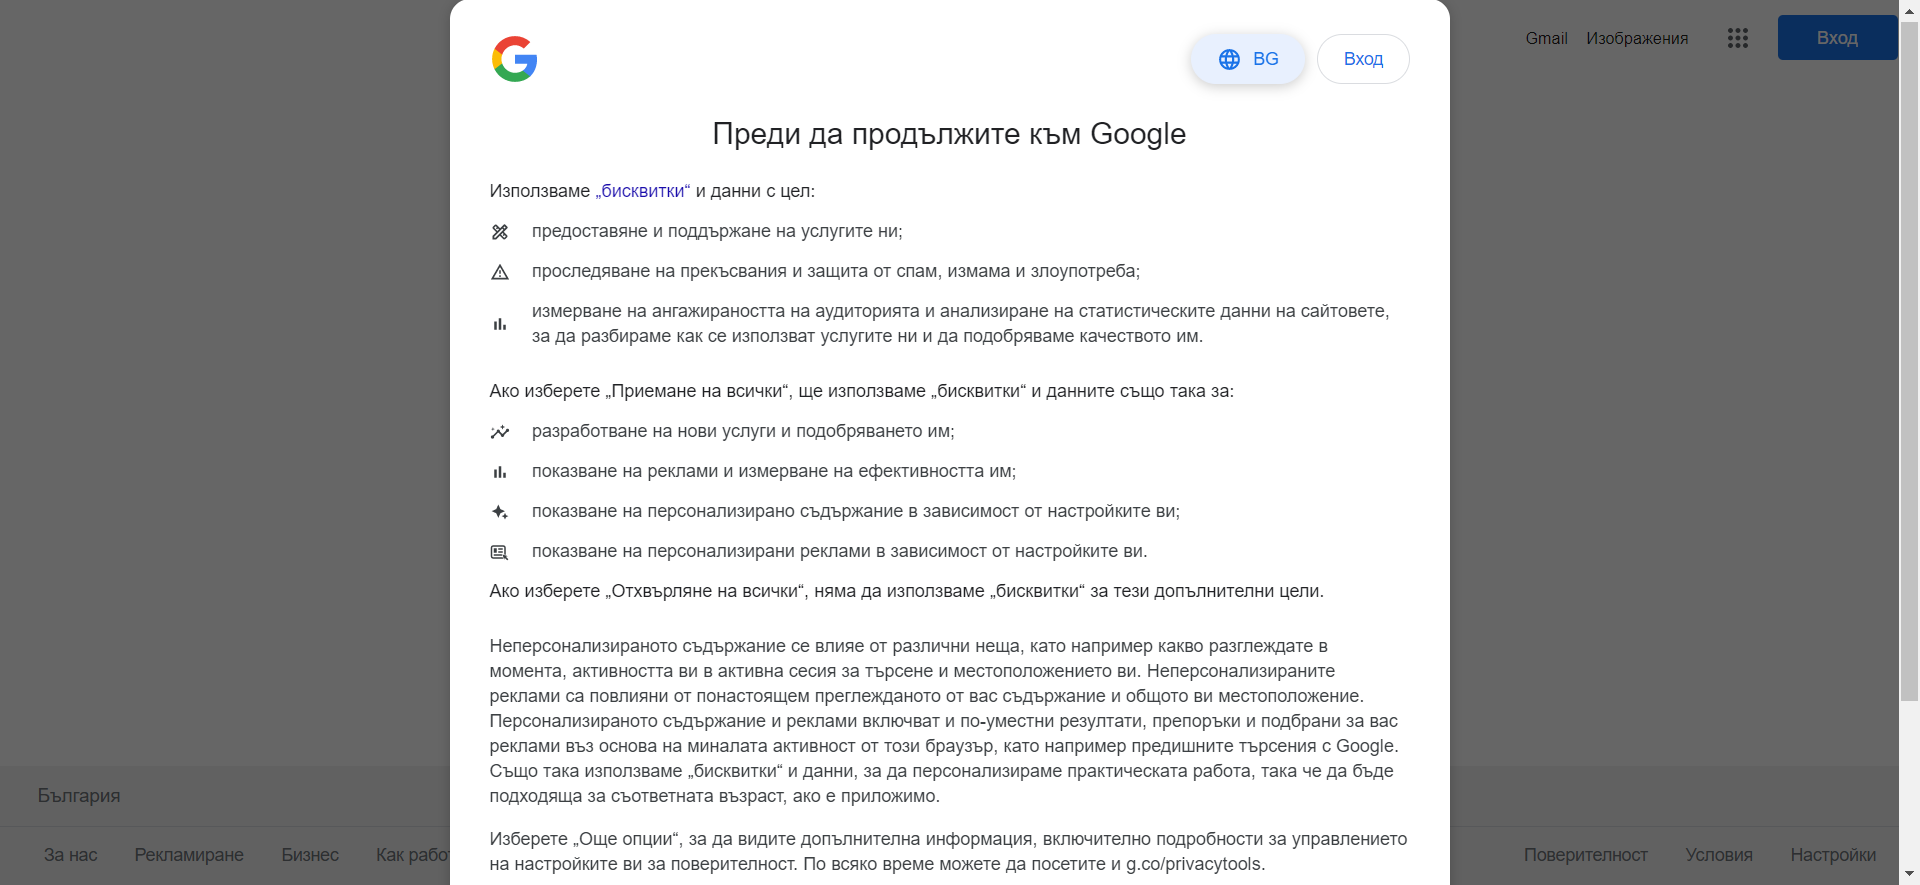 Gmail Изображения Вход
BG Вход
Преди да продължите към Google
Използваме „бисквитки“ и данни с цел:
предоставяне и поддържане на услугите ни;
проследяване на прекъсвания и защита от спам, измама и злоупотреба;
измерване на ангажираността на аудиторията и анализиране на статистическите данни на сайтовете,
за да разбираме как се използват услугите ни и да подобряваме качеството им.
Ако изберете „Приемане на всички“, ще използваме „бисквитки“ и данните също така за:
разработване на нови услуги и подобряването им;
показване на реклами и измерване на ефективността им;
показване на персонализирано съдържание в зависимост от настройките ви;
показване на персонализирани реклами в зависимост от настройките ви.
Ако изберете „Отхвърляне на всички“, няма да използваме „бисквитки“ за тези допълнителни цели.
Неперсонализираното съдържание се влияе от различни неща, като например какво разглеждате в
момента, активността ви в активна сесия за търсене и местоположението ви. Неперсонализираните
реклами са повлияни от понастоящем преглежданото от вас съдържание и общото ви местоположение.
Персонализираното съдържание и реклами включват и по-уместни резултати, препоръки и подбрани за вас
реклами въз основа на миналата активност от този браузър, като например предишните търсения с Google.
Също така използваме „бисквитки“ и данни, за да персонализираме практическата работа, така че да бъде
подходяща за съответната възраст, ако е приложимо.
Изберете „Още опции“, за да видите допълнителна информация, включително подробности за управлението
на настройките ви за поверителност. По всяко време можете да посетите и g.co/privacytools.
България
За нас Рекламиране Бизнес Как рабо
Поверителност Условия Настройки